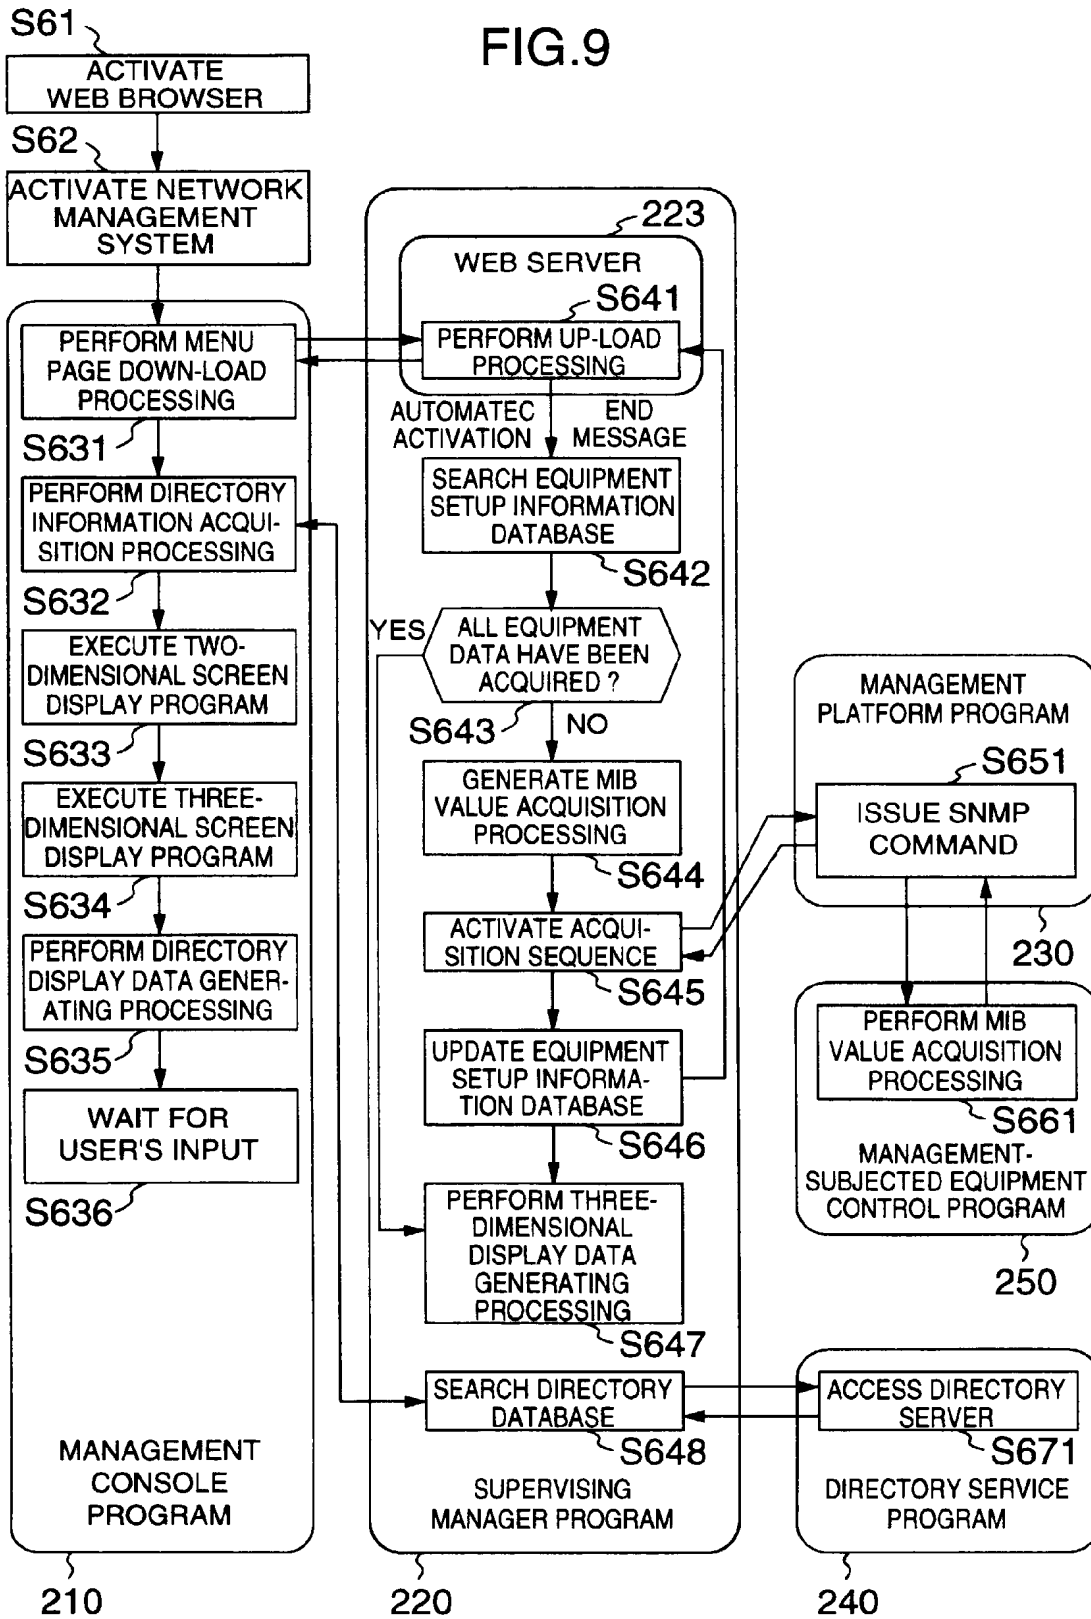 FIG.9
S61
ACTIVATE
WEB BROWSER
S62
ACTIVATE NETWORK
MANAGEMENT
SYSTEM
PERFORM MENU
PAGE DOWN-LOAD
PROCESSING
S631
PERFORM DIRECTORY
INFORMATION ACQUI-
SITION PROCESSING
S632
EXECUTE TWO-
DIMENSIONAL SCREEN
DISPLAY PROGRAM
S633
EXECUTE THREE-
DIMENSIONAL SCREEN
DISPLAY PROGRAM
S634
PERFORM DIRECTORY
DISPLAY DATA GENER-
ATING PROCESSING
S635
WAIT FOR
USER'S INPUT
S636
MANAGEMENT
CONSOLE
PROGRAM
210
223
WEB SERVER
S641
PERFORM UP-LOAD
PROCESSING
AUTOMATEC
ACTIVATION
END
MESSAGE
SEARCH EQUIPMENT
SETUP INFORMATION
DATABASE
S642
YES
ALL EQUIPMENT
DATA HAVE BEEN
ACQUIRED ?
S643
NO
GENERATE MIB
VALUE ACQUISITION
PROCESSING
S644
ACTIVATE ACQUI-
SITION SEQUENCE
S645
UPDATE EQUIPMENT
SETUP INFORMA-
TION DATABASE
S646
PERFORM THREE-
DIMENSIONAL
DISPLAY DATA
GENERATING
PROCESSING
S647
SEARCH DIRECTORY
DATABASE
S648
SUPERVISING
MANAGER PROGRAM
220
MANAGEMENT
PLATFORM PROGRAM
S651
ISSUE SNMP
COMMAND
230
PERFORM MIB
VALUE ACQUISITION
PROCESSING
S661
MANAGEMENT-
SUBJECTED EQUIPMENT
CONTROL PROGRAM
250
ACCESS DIRECTORY
SERVER
S671
DIRECTORY SERVICE
PROGRAM
240